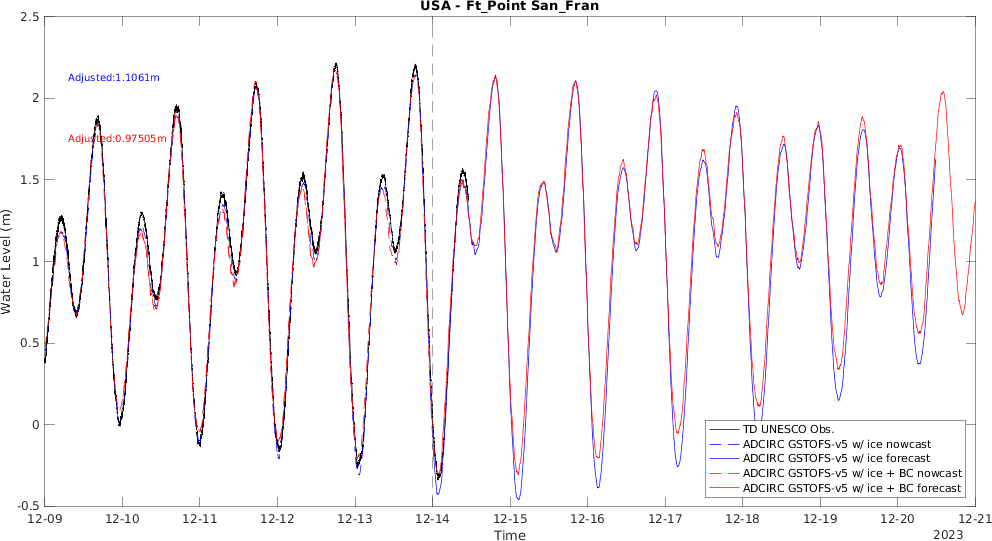 USA - Ft_Point San_Fran
2.5
2
1.5
1
0.5
0
-0.5
Water Level (m)
Adjusted:1.1061m
Adjusted:0.97505m
TD UNESCO Obs.
ADCIRC GSTOFS-v5 w/ ice nowcast
ADCIRC GSTOFS-v5 w/ ice forecast
ADCIRC GSTOFS-v5 w/ ice + BC nowcast
ADCIRC GSTOFS-v5 w/ ice + BC forecast
12-09 12-10 12-11 12-12 12-13 12-14 12-15 12-16 12-17 12-18 12-19 12-20 12-21
Time
2023